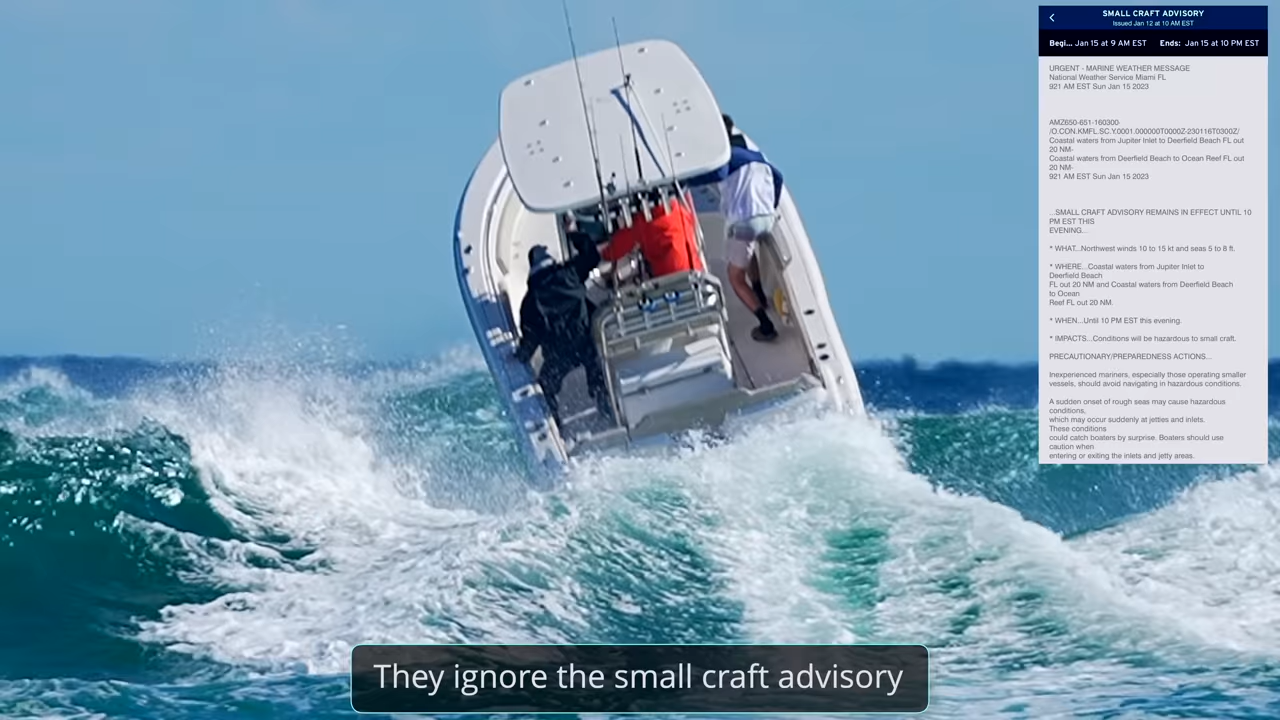 SMALL CRAFT ADVISORY
Issued Jan 12 at 10 AM EST
Begi... Jan 15 at 9 AM EST Ends: Jan 15 at 10 PM EST
URGENT - MARINE WEATHER MESSAGE
National Weather Service Miami FL
921 AM EST Sun Jan 15 2023
AMZ650-651-160300-
/O.CON.KMFL.SC.Y.0001.000000T0000Z-230116T0300Z/
Coastal waters from Jupiter Inlet to Deerfield Beach FL out
20 NM-
Coastal waters from Deerfield Beach to Ocean Reef FL out
20 NM-
921 AM EST Sun Jan 15 2023
...SMALL CRAFT ADVISORY REMAINS IN EFFECT UNTIL 10
PM EST THIS
EVENING...
* WHAT...Northwest winds 10 to 15 kt and seas 5 to 8 ft.
* WHERE...Coastal waters from Jupiter Inlet to
Deerfield Beach
FL out 20 NM and Coastal waters from Deerfield Beach
to Ocean
Reef FL out 20 NM.
* WHEN...Until 10 PM EST this evening.
* IMPACTS...Conditions will be hazardous to small craft.
PRECAUTIONARY/PREPAREDNESS ACTIONS...
Inexperienced mariners, especially those operating smaller
vessels, should avoid navigating in hazardous conditions.
A sudden onset of rough seas may cause hazardous
conditions,
which may occur suddenly at jetties and inlets.
These conditions
could catch boaters by surprise. Boaters should use
caution when
entering or exiting the inlets and jetty areas.
They ignore the small craft advisory